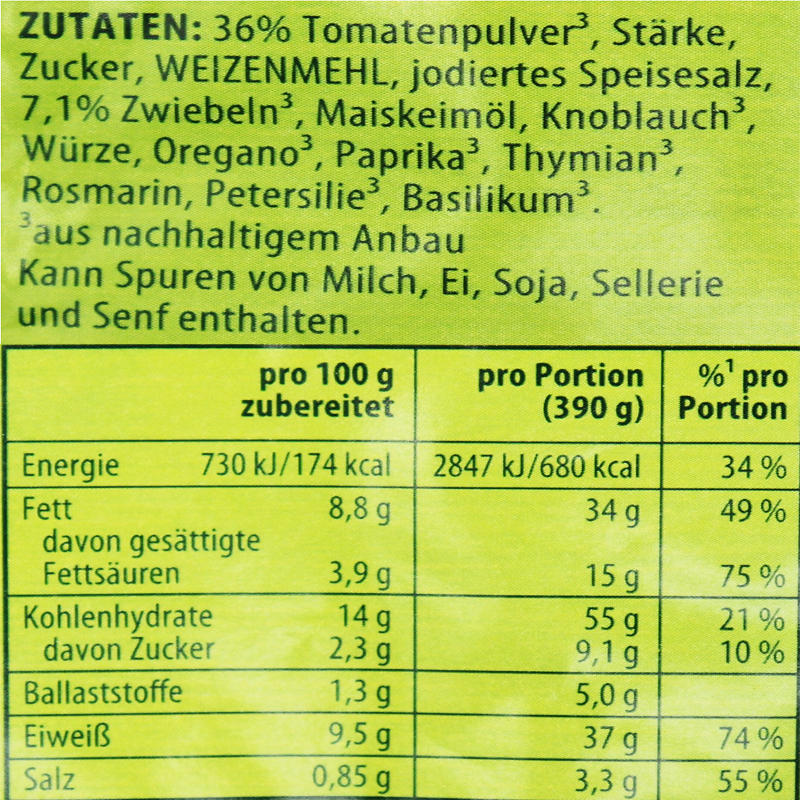 ZUTATEN: 36% Tomatenpulver³, Stärke,
Zucker, WEIZENMEHL, jodiertes Speisesalz,
7,1% Zwiebeln³, Maiskeimöl, Knoblauch³,
Würze, Oregano³, Paprika³, Thymian³,
Rosmarin, Petersilie³, Basilikum³.
³aus nachhaltigem Anbau
Kann Spuren von Milch, Ei, Soja, Sellerie
und Senf enthalten.
pro 100 g pro Portion %¹ pro
zubereitet (390 g) Portion
Energie 730 kJ/174 kcal 2847 kJ/680 kcal 34 %
Fett 8,8 g 34 g 49 %
davon gesättigte
Fettsäuren 3,9 g 15 g 75 %
Kohlenhydrate 14 g 55 g 21 %
davon Zucker 2,3 g 9,1 g 10 %
Ballaststoffe 1,3 g 5,0 g
Eiweiß 9,5 g 37 g 74 %
Salz 0,85 g 3,3 g 55 %